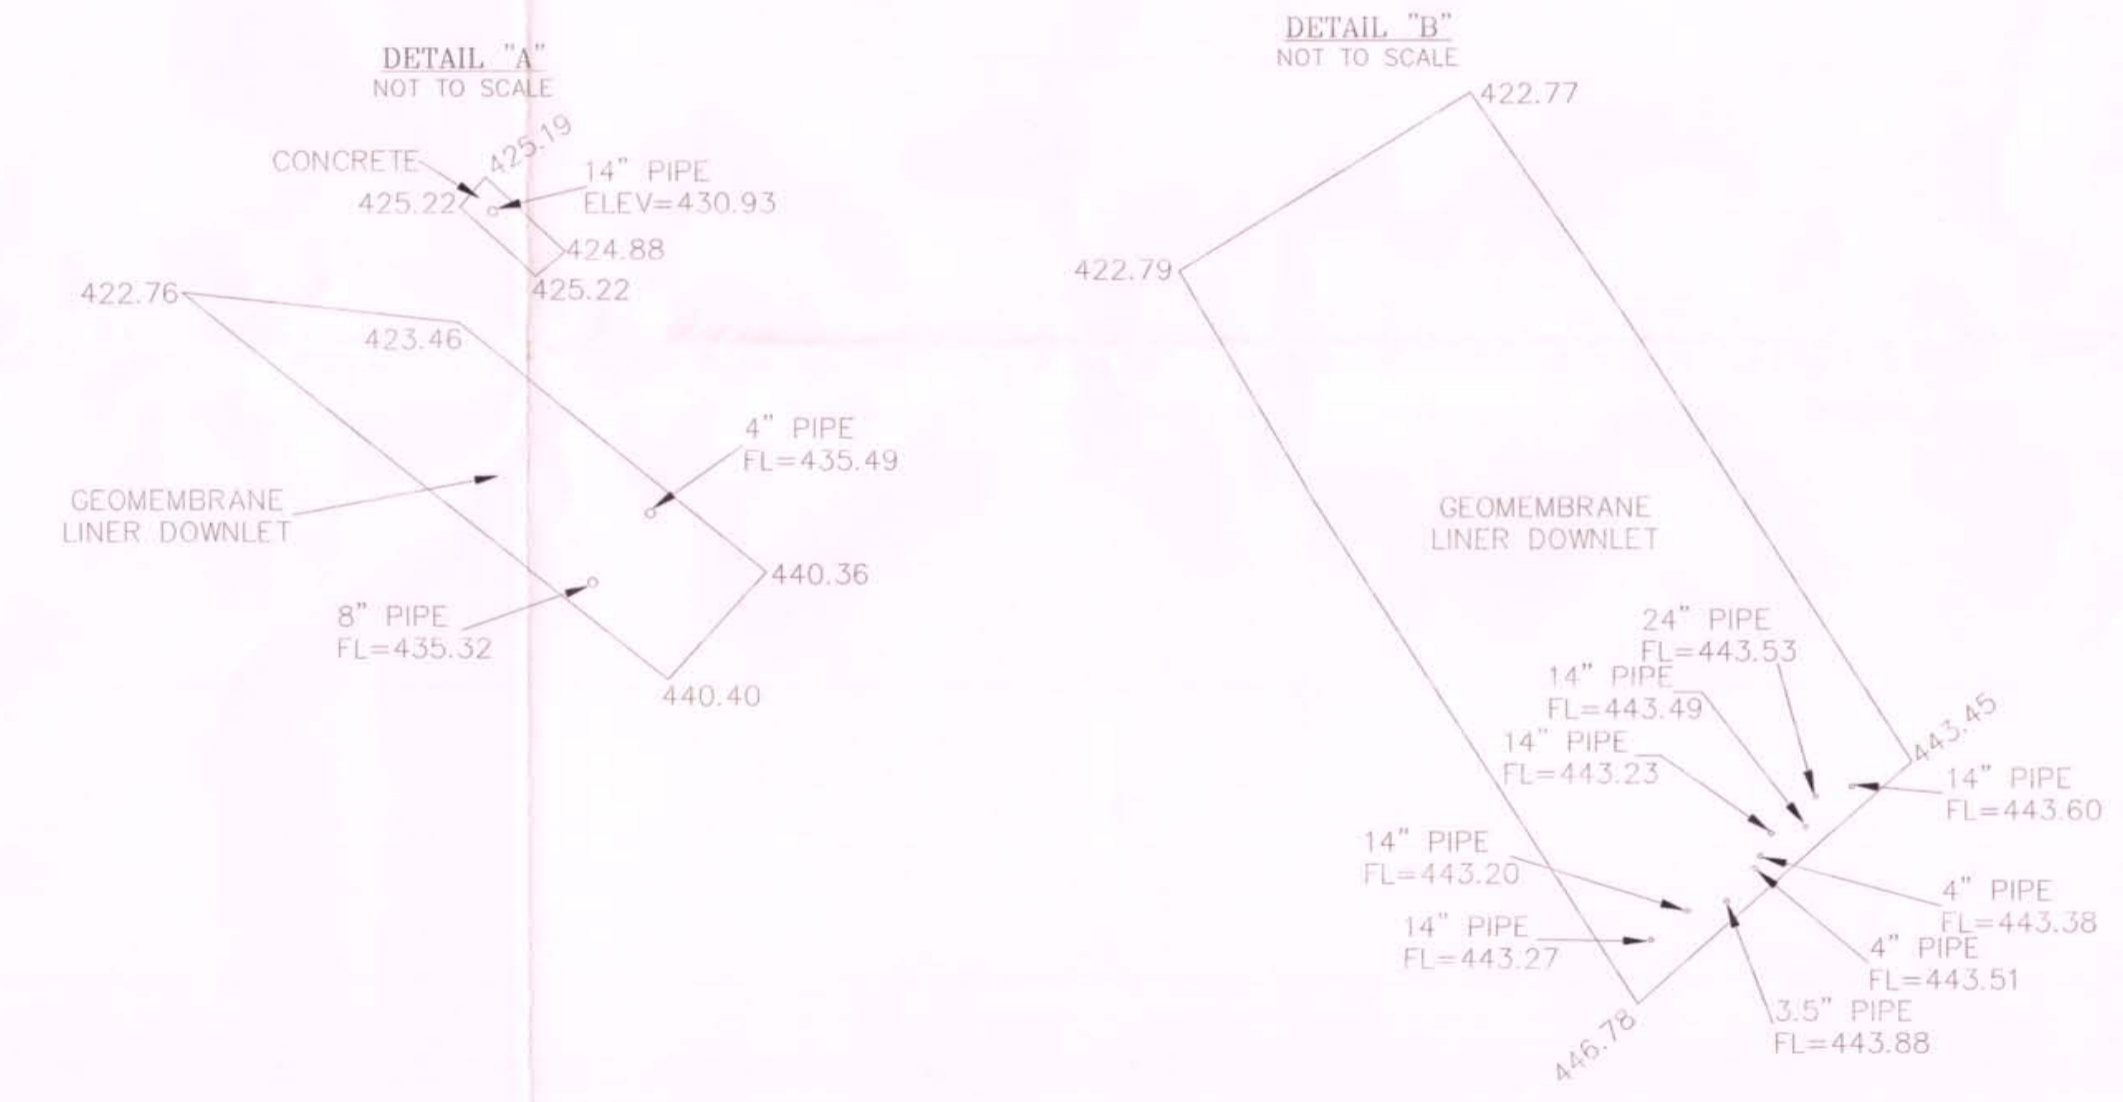 DETAIL "A"
NOT TO SCALE
425.19
CONCRETE
14" PIPE
ELEV=430.93
425.22
424.88
425.22
422.76
423.46
4" PIPE
FL=435.49
GEOMEMBRANE
LINER DOWNLET
440.36
8" PIPE
FL=435.32
440.40
DETAIL "B"
NOT TO SCALE
422.77
422.79
GEOMEMBRANE
LINER DOWNLET
24" PIPE
FL=443.53
14" PIPE
FL=443.49
14" PIPE
FL=443.23
443.45
14" PIPE
FL=443.60
14" PIPE
FL=443.20
4" PIPE
FL=443.38
14" PIPE
FL=443.27
4" PIPE
FL=443.51
3.5" PIPE
FL=443.88
446.78